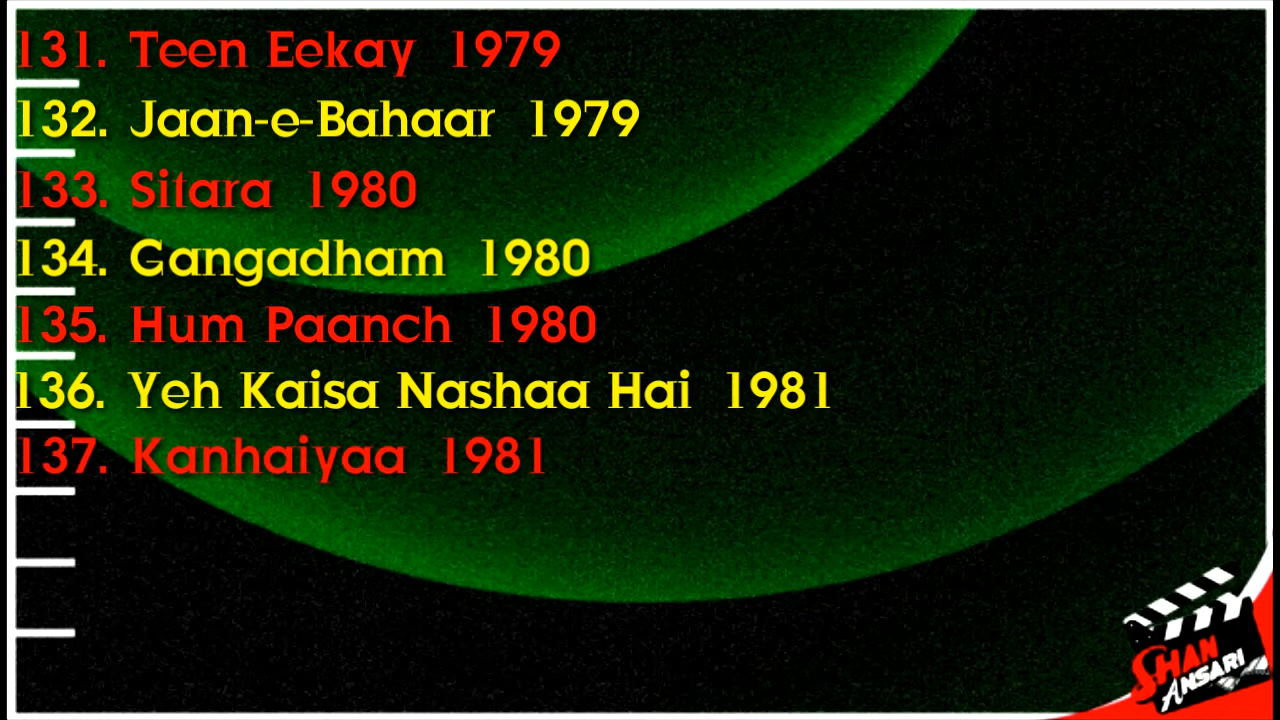 131. Teen Eekay 1979
132. Jaan-e-Bahaar 1979
133. Sitara 1980
134. Gangadham 1980
135. Hum Paanch 1980
136. Yeh Kaisa Nashaa Hai 1981
137. Kanhaiyaa 1981
SHAN
ANSARI